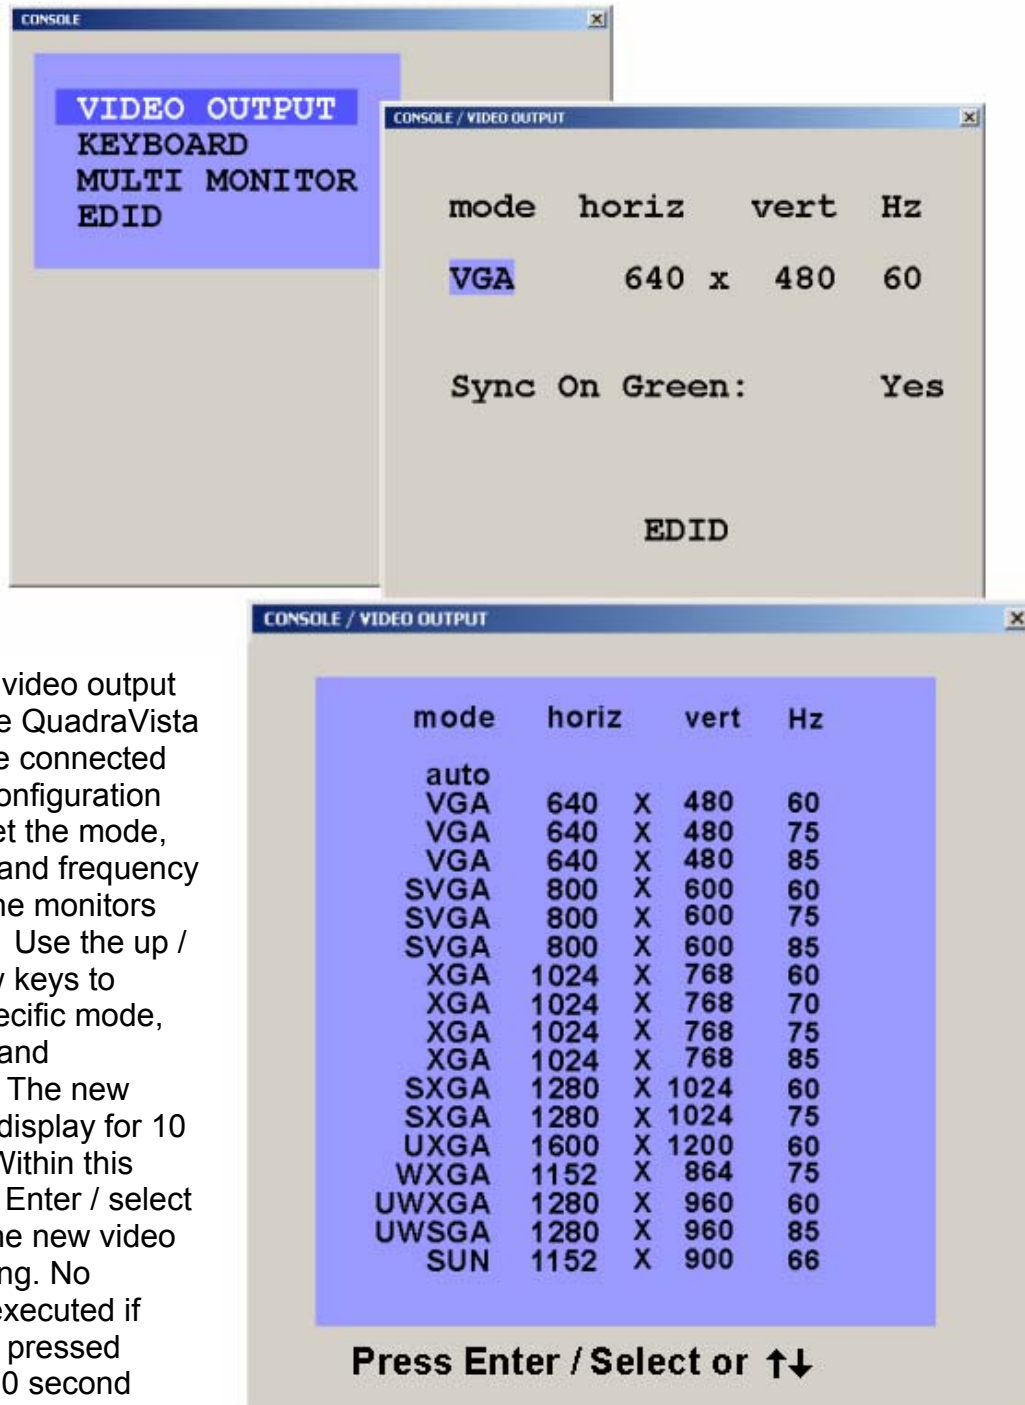 CONSOLE
VIDEO OUTPUT
KEYBOARD
MULTI MONITOR
EDID
CONSOLE / VIDEO OUTPUT
mode horiz vert Hz
VGA 640 x 480 60
Sync On Green: Yes
EDID
video output
e QuadraVista
e connected
onfiguration
et the mode,
and frequency
he monitors
Use the up /
w keys to
ecific mode,
and
The new
display for 10
Within this
Enter / select
he new video
ng. No
executed if
pressed
0 second
CONSOLE / VIDEO OUTPUT
mode horiz vert Hz
auto
VGA 640 X 480 60
VGA 640 X 480 75
VGA 640 X 480 85
SVGA 800 X 600 60
SVGA 800 X 600 75
SVGA 800 X 600 85
XGA 1024 X 768 60
XGA 1024 X 768 70
XGA 1024 X 768 75
XGA 1024 X 768 85
SXGA 1280 X 1024 60
SXGA 1280 X 1024 75
UXGA 1600 X 1200 60
WXGA 1152 X 864 75
UWXGA 1280 X 960 60
UWSGA 1280 X 960 85
SUN 1152 X 900 66
Press Enter / Select or ↑↓